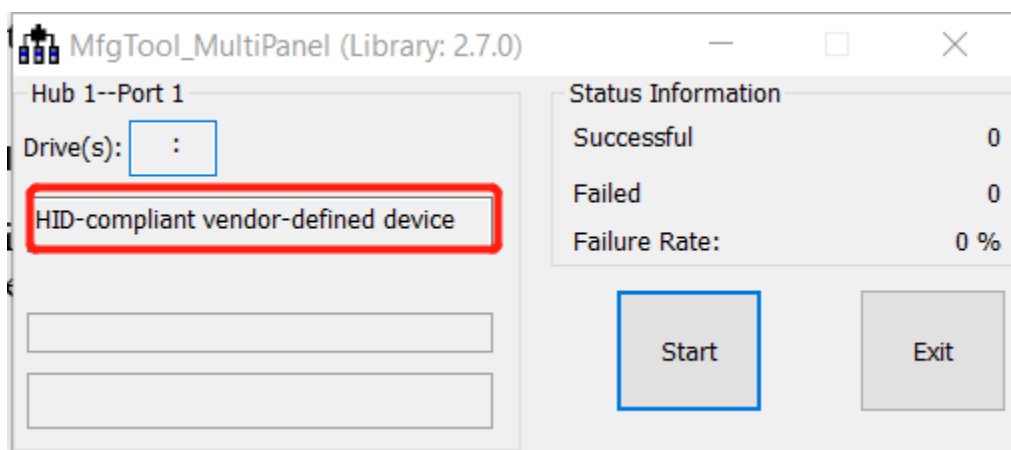 MfgTool_MultiPanel (Library: 2.7.0)
Hub 1--Port 1
Drive(s): :
HID-compliant vendor-defined device
Status Information
Successful 0
Failed 0
Failure Rate: 0 %
Start
Exit